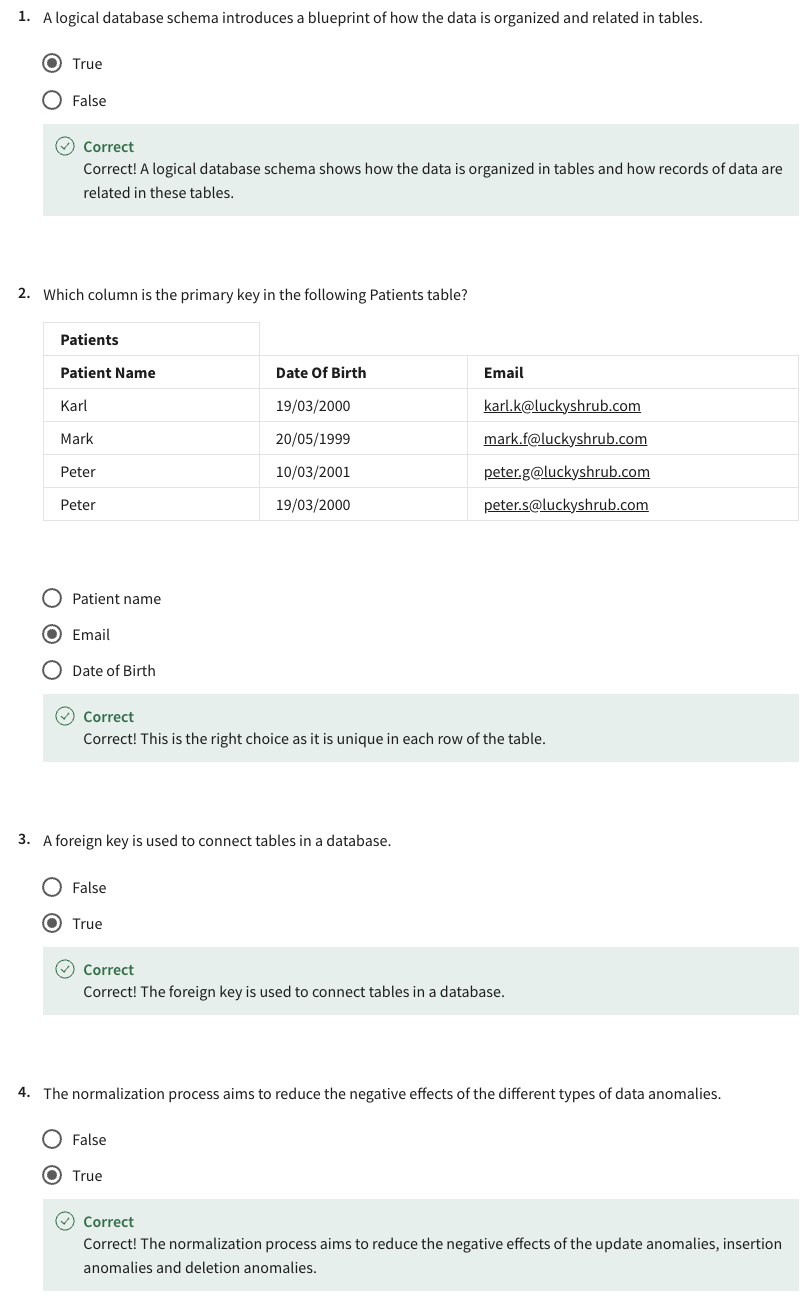 1. A logical database schema introduces a blueprint of how the data is organized and related in tables.
True
False
Correct
Correct! A logical database schema shows how the data is organized in tables and how records of data are
related in these tables.
2. Which column is the primary key in the following Patients table?
Patients
Patient Name Date Of Birth Email
Karl 19/03/2000 karl.k@luckyshrub.com
Mark 20/05/1999 mark.f@luckyshrub.com
Peter 10/03/2001 peter.g@luckyshrub.com
Peter 19/03/2000 peter.s@luckyshrub.com
Patient name
Email
Date of Birth
Correct
Correct! This is the right choice as it is unique in each row of the table.
3. A foreign key is used to connect tables in a database.
False
True
Correct
Correct! The foreign key is used to connect tables in a database.
4. The normalization process aims to reduce the negative effects of the different types of data anomalies.
False
True
Correct
Correct! The normalization process aims to reduce the negative effects of the update anomalies, insertion
anomalies and deletion anomalies.